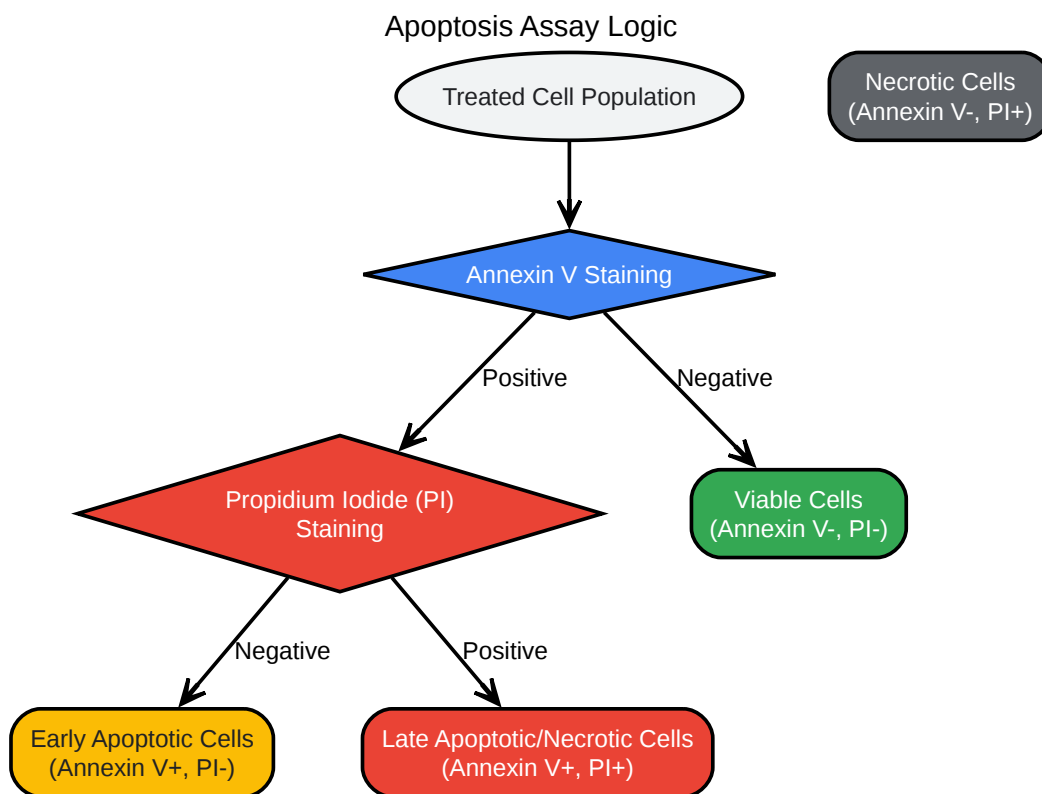 Apoptosis Assay Logic
Treated Cell Population
Necrotic Cells
(Annexin V-, PI+)
Annexin V Staining
Positive
Negative
Propidium Iodide (PI)
Staining
Viable Cells
(Annexin V-, PI-)
Negative
Positive
Early Apoptotic Cells
(Annexin V+, PI-)
Late Apoptotic/Necrotic Cells
(Annexin V+, PI+)